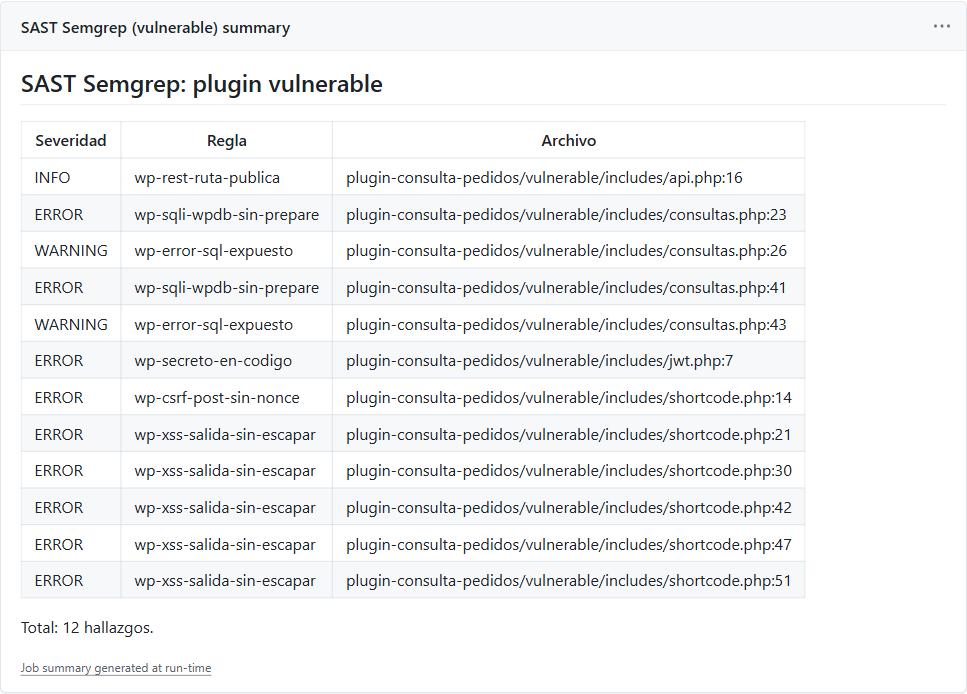 SAST Semgrep (vulnerable) summary
SAST Semgrep: plugin vulnerable
Severidad Regla Archivo
INFO wp-rest-ruta-publica plugin-consulta-pedidos/vulnerable/includes/api.php:16
ERROR wp-sqli-wpdb-sin-prepare plugin-consulta-pedidos/vulnerable/includes/consultas.php:23
WARNING wp-error-sql-expuesto plugin-consulta-pedidos/vulnerable/includes/consultas.php:26
ERROR wp-sqli-wpdb-sin-prepare plugin-consulta-pedidos/vulnerable/includes/consultas.php:41
WARNING wp-error-sql-expuesto plugin-consulta-pedidos/vulnerable/includes/consultas.php:43
ERROR wp-secreto-en-codigo plugin-consulta-pedidos/vulnerable/includes/jwt.php:7
ERROR wp-csrf-post-sin-nonce plugin-consulta-pedidos/vulnerable/includes/shortcode.php:14
ERROR wp-xss-salida-sin-escapar plugin-consulta-pedidos/vulnerable/includes/shortcode.php:21
ERROR wp-xss-salida-sin-escapar plugin-consulta-pedidos/vulnerable/includes/shortcode.php:30
ERROR wp-xss-salida-sin-escapar plugin-consulta-pedidos/vulnerable/includes/shortcode.php:42
ERROR wp-xss-salida-sin-escapar plugin-consulta-pedidos/vulnerable/includes/shortcode.php:47
ERROR wp-xss-salida-sin-escapar plugin-consulta-pedidos/vulnerable/includes/shortcode.php:51
Total: 12 hallazgos.
Job summary generated at run-time